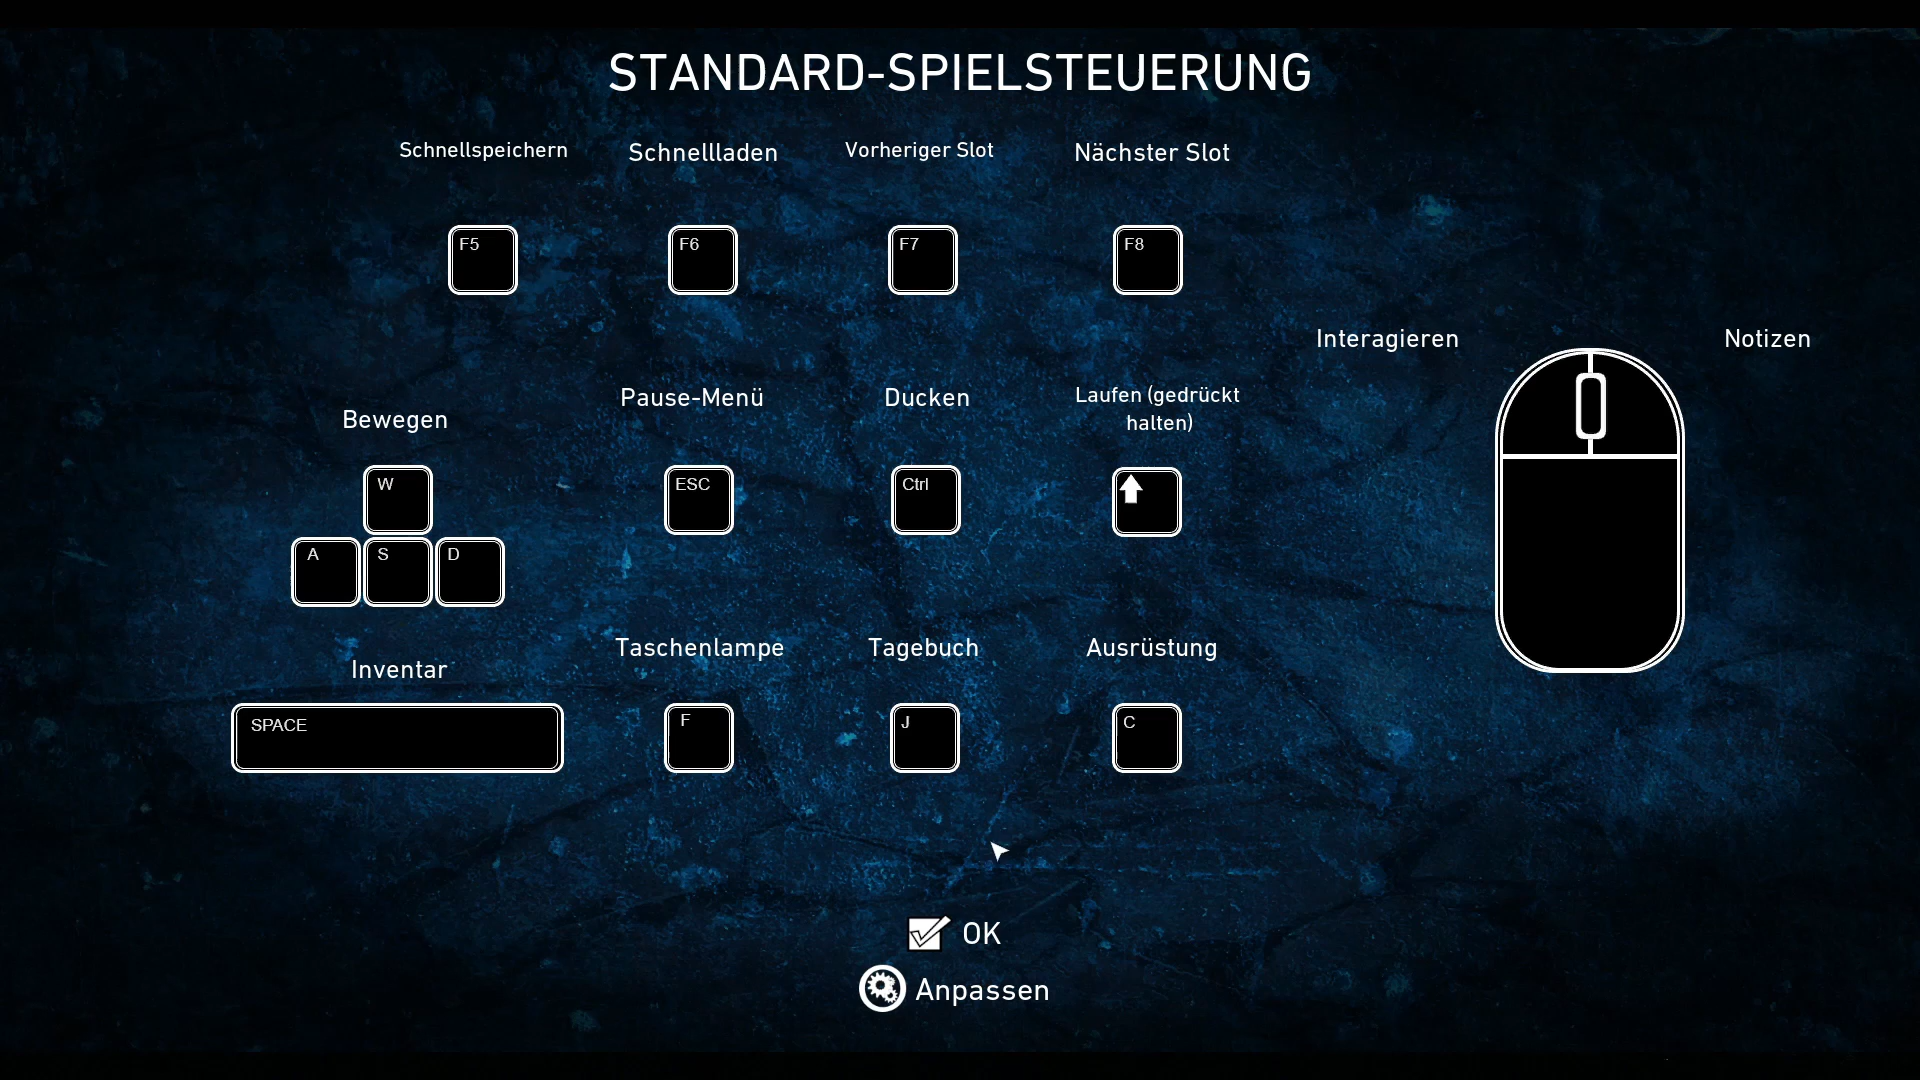 STANDARD-SPIELSTEUERUNG
Schnellspeichern
Schnellladen
Vorheriger Slot
Nächster Slot
F5
F6
F7
F8
Interagieren
Notizen
Bewegen
Pause-Menü
Ducken
Laufen (gedrückt
halten)
W
A
S
D
ESC
Ctrl
Inventar
Taschenlampe
Tagebuch
Ausrüstung
SPACE
F
J
C
OK
Anpassen